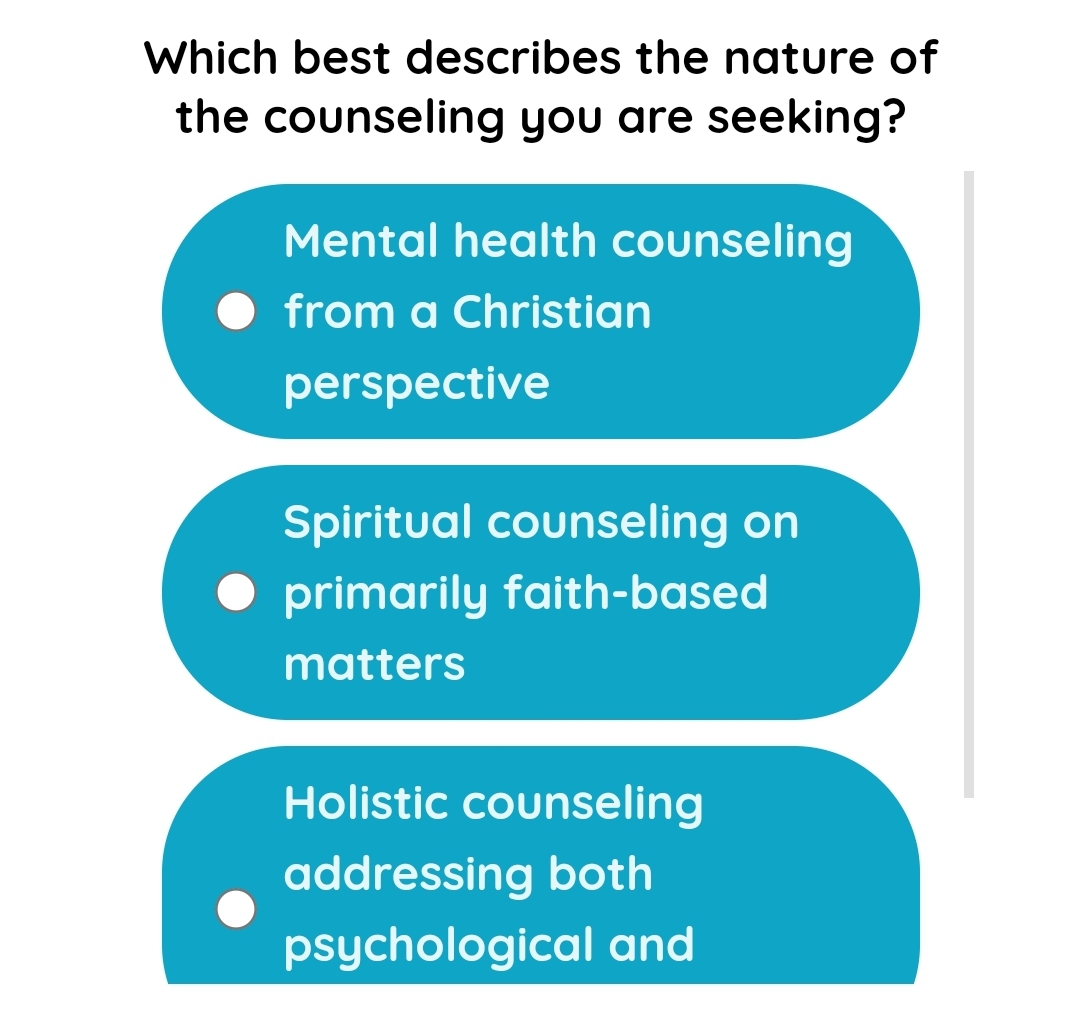 Which best describes the nature of
the counseling you are seeking?
Mental health counseling
from a Christian
perspective
Spiritual counseling on
primarily faith-based
matters
Holistic counseling
addressing both
psychological and